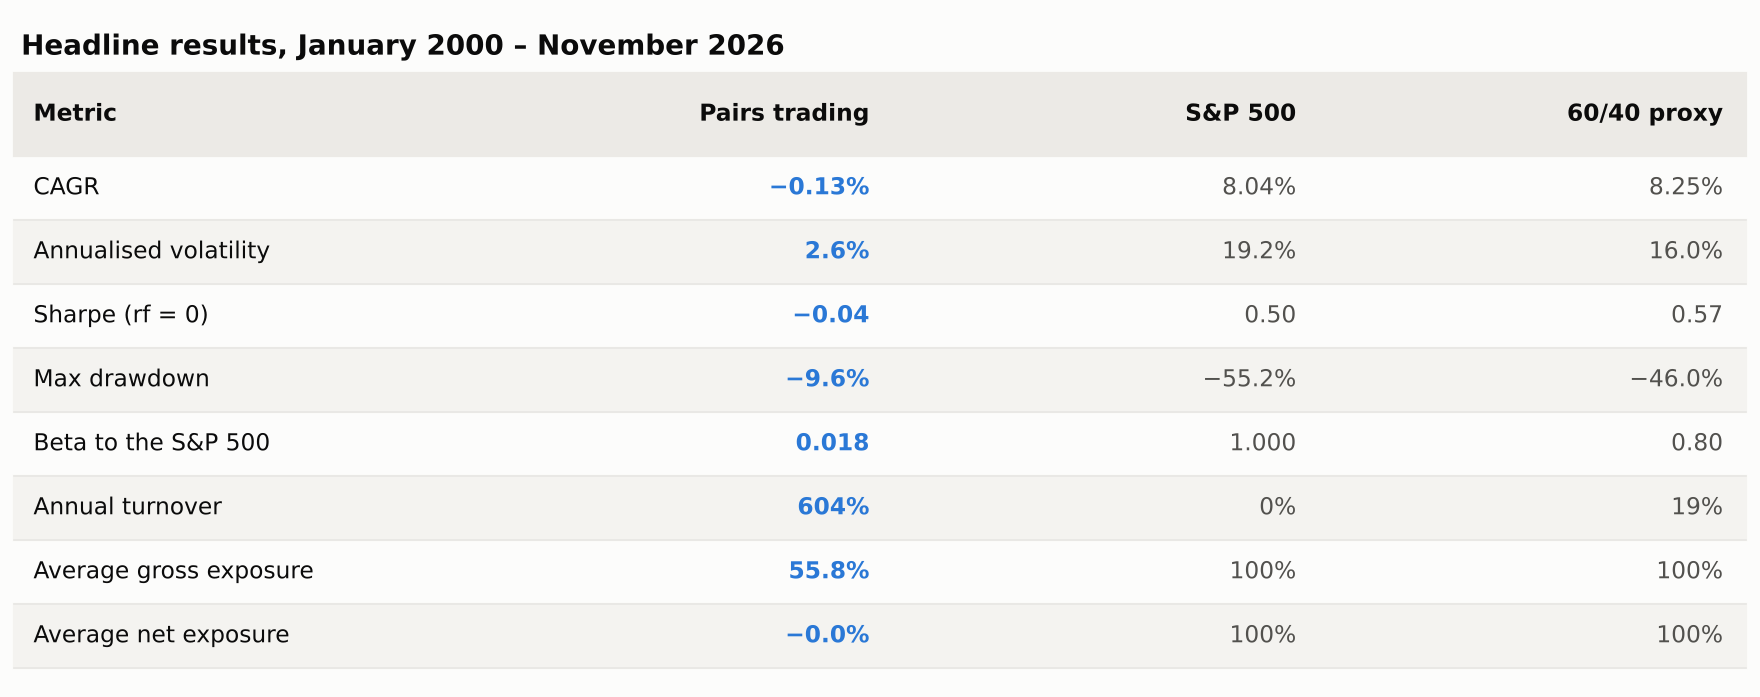 Headline results, January 2000 – November 2026
Metric Pairs trading S&P 500 60/40 proxy
CAGR −0.13% 8.04% 8.25%
Annualised volatility 2.6% 19.2% 16.0%
Sharpe (rf = 0) −0.04 0.50 0.57
Max drawdown −9.6% −55.2% −46.0%
Beta to the S&P 500 0.018 1.000 0.80
Annual turnover 604% 0% 19%
Average gross exposure 55.8% 100% 100%
Average net exposure −0.0% 100% 100%